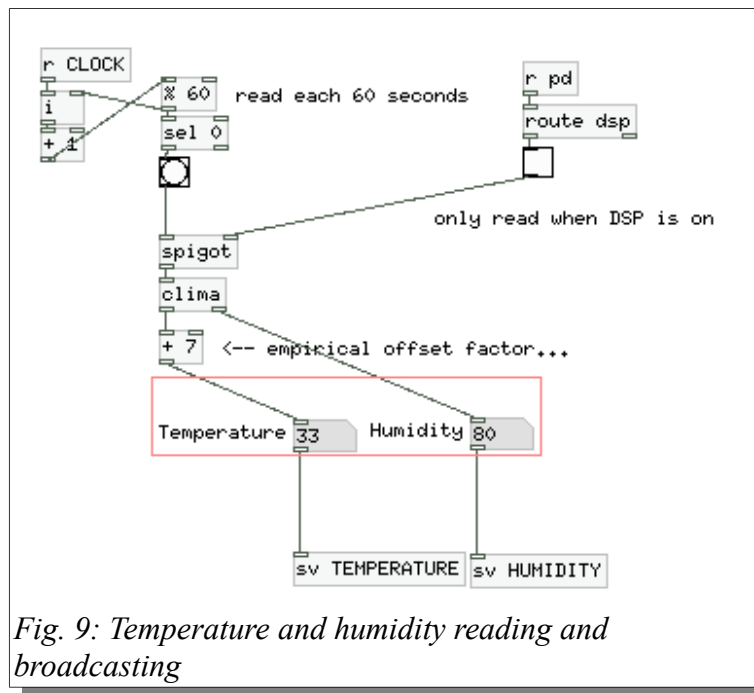 r CLOCK
i
+ 1
% 60
read each 60 seconds
sel 0
r pd
route dsp
only read when DSP is on
spigot
clima
+ 7
<-- empirical offset factor...
Temperature 33
Humidity 80
sv TEMPERATURE
sv HUMIDITY
Fig. 9: Temperature and humidity reading and
broadcasting